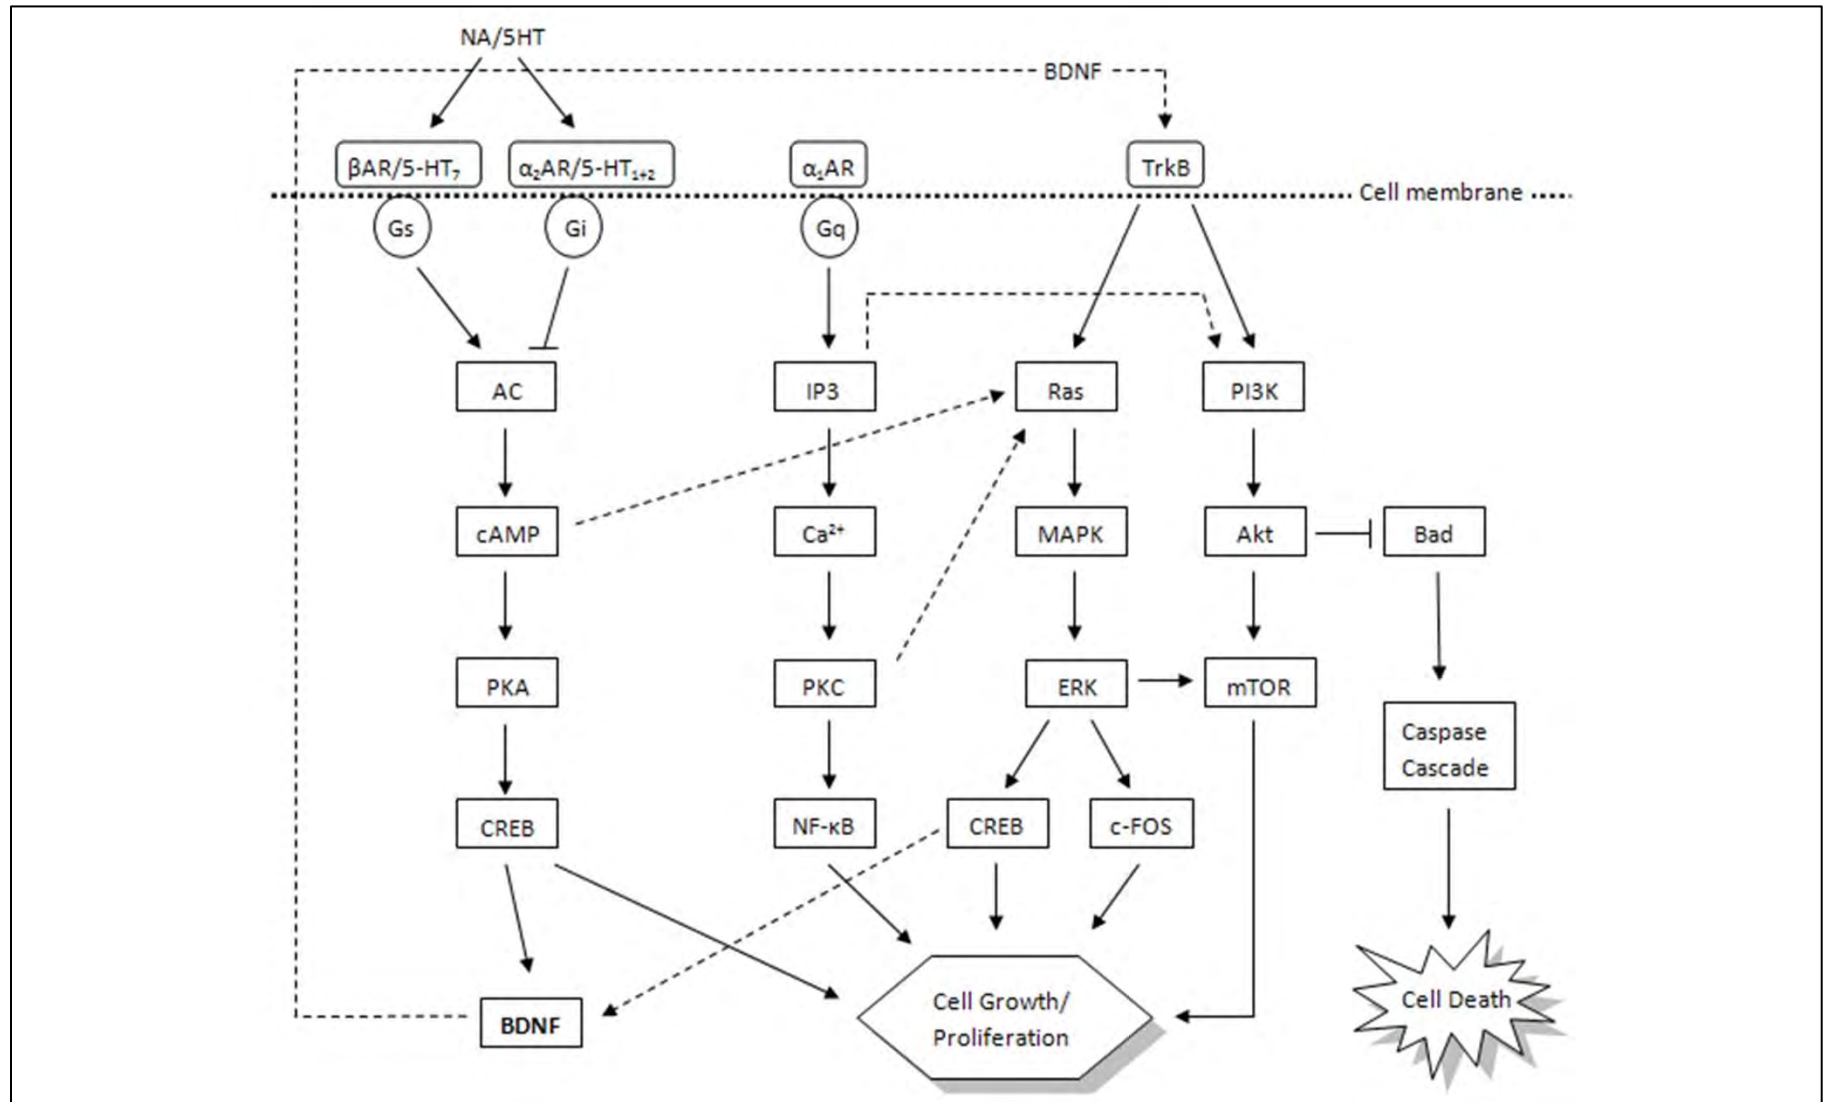 NA/5HT
BDNF
βAR/5-HT₇
α₂AR/5-HT₁₊₂
α₁AR
TrkB
Cell membrane
Gs
Gi
Gq
AC
IP3
Ras
PI3K
cAMP
Ca²⁺
MAPK
Akt
Bad
PKA
PKC
ERK
mTOR
Caspase
Cascade
CREB
NF-κB
CREB
c-FOS
BDNF
Cell Growth/
Proliferation
Cell Death